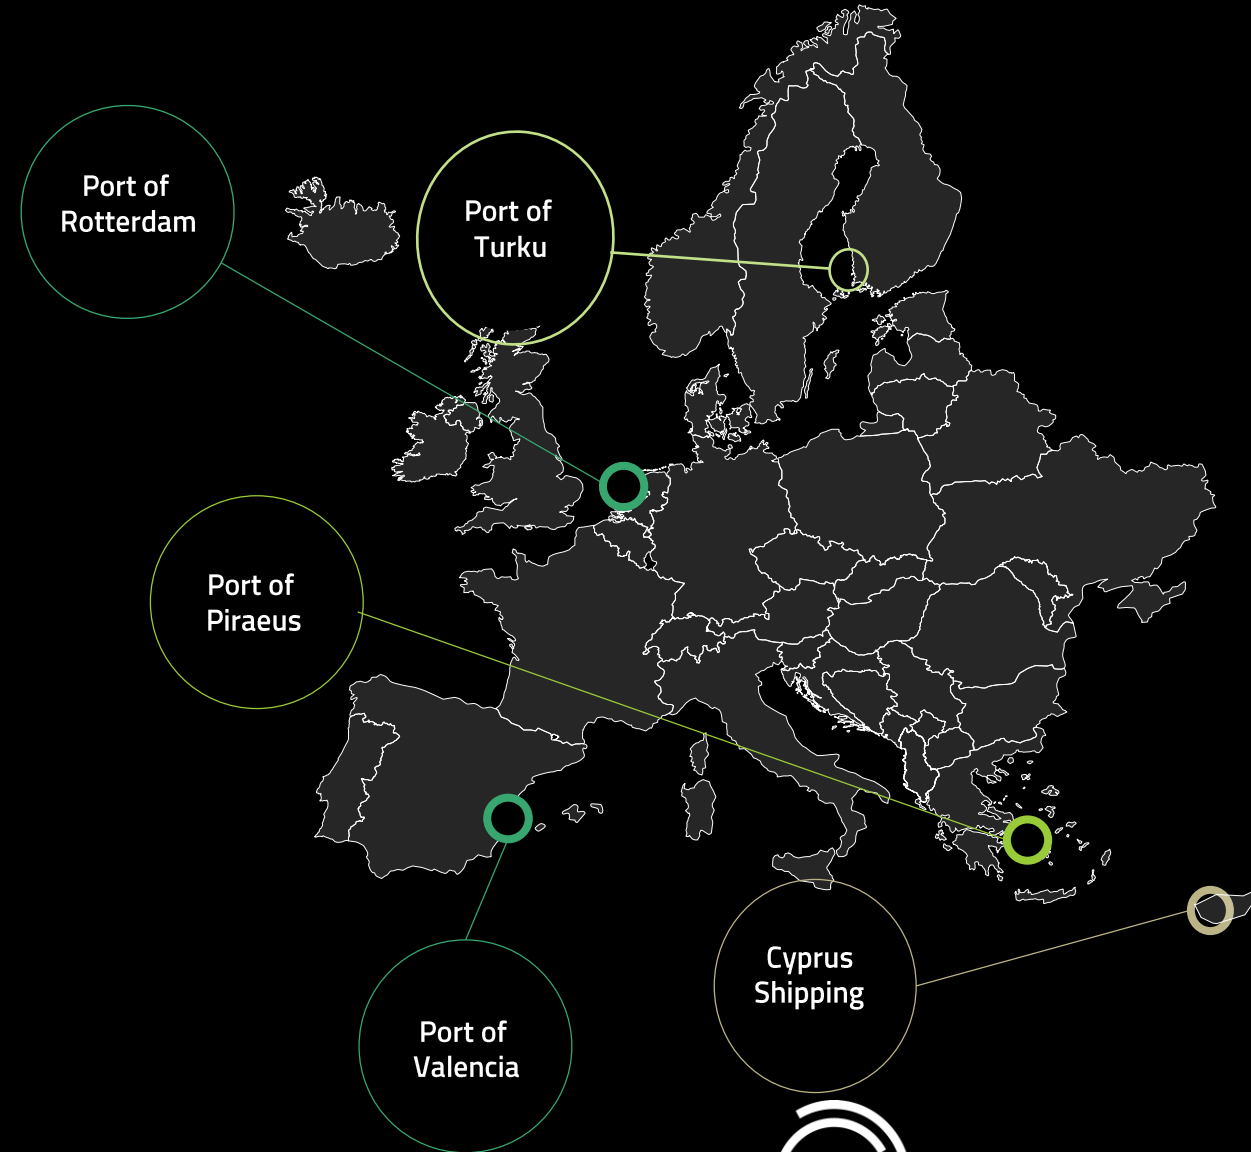 Port of
Rotterdam
Port of
Turku
Port of
Piraeus
Cyprus
Shipping
Port of
Valencia